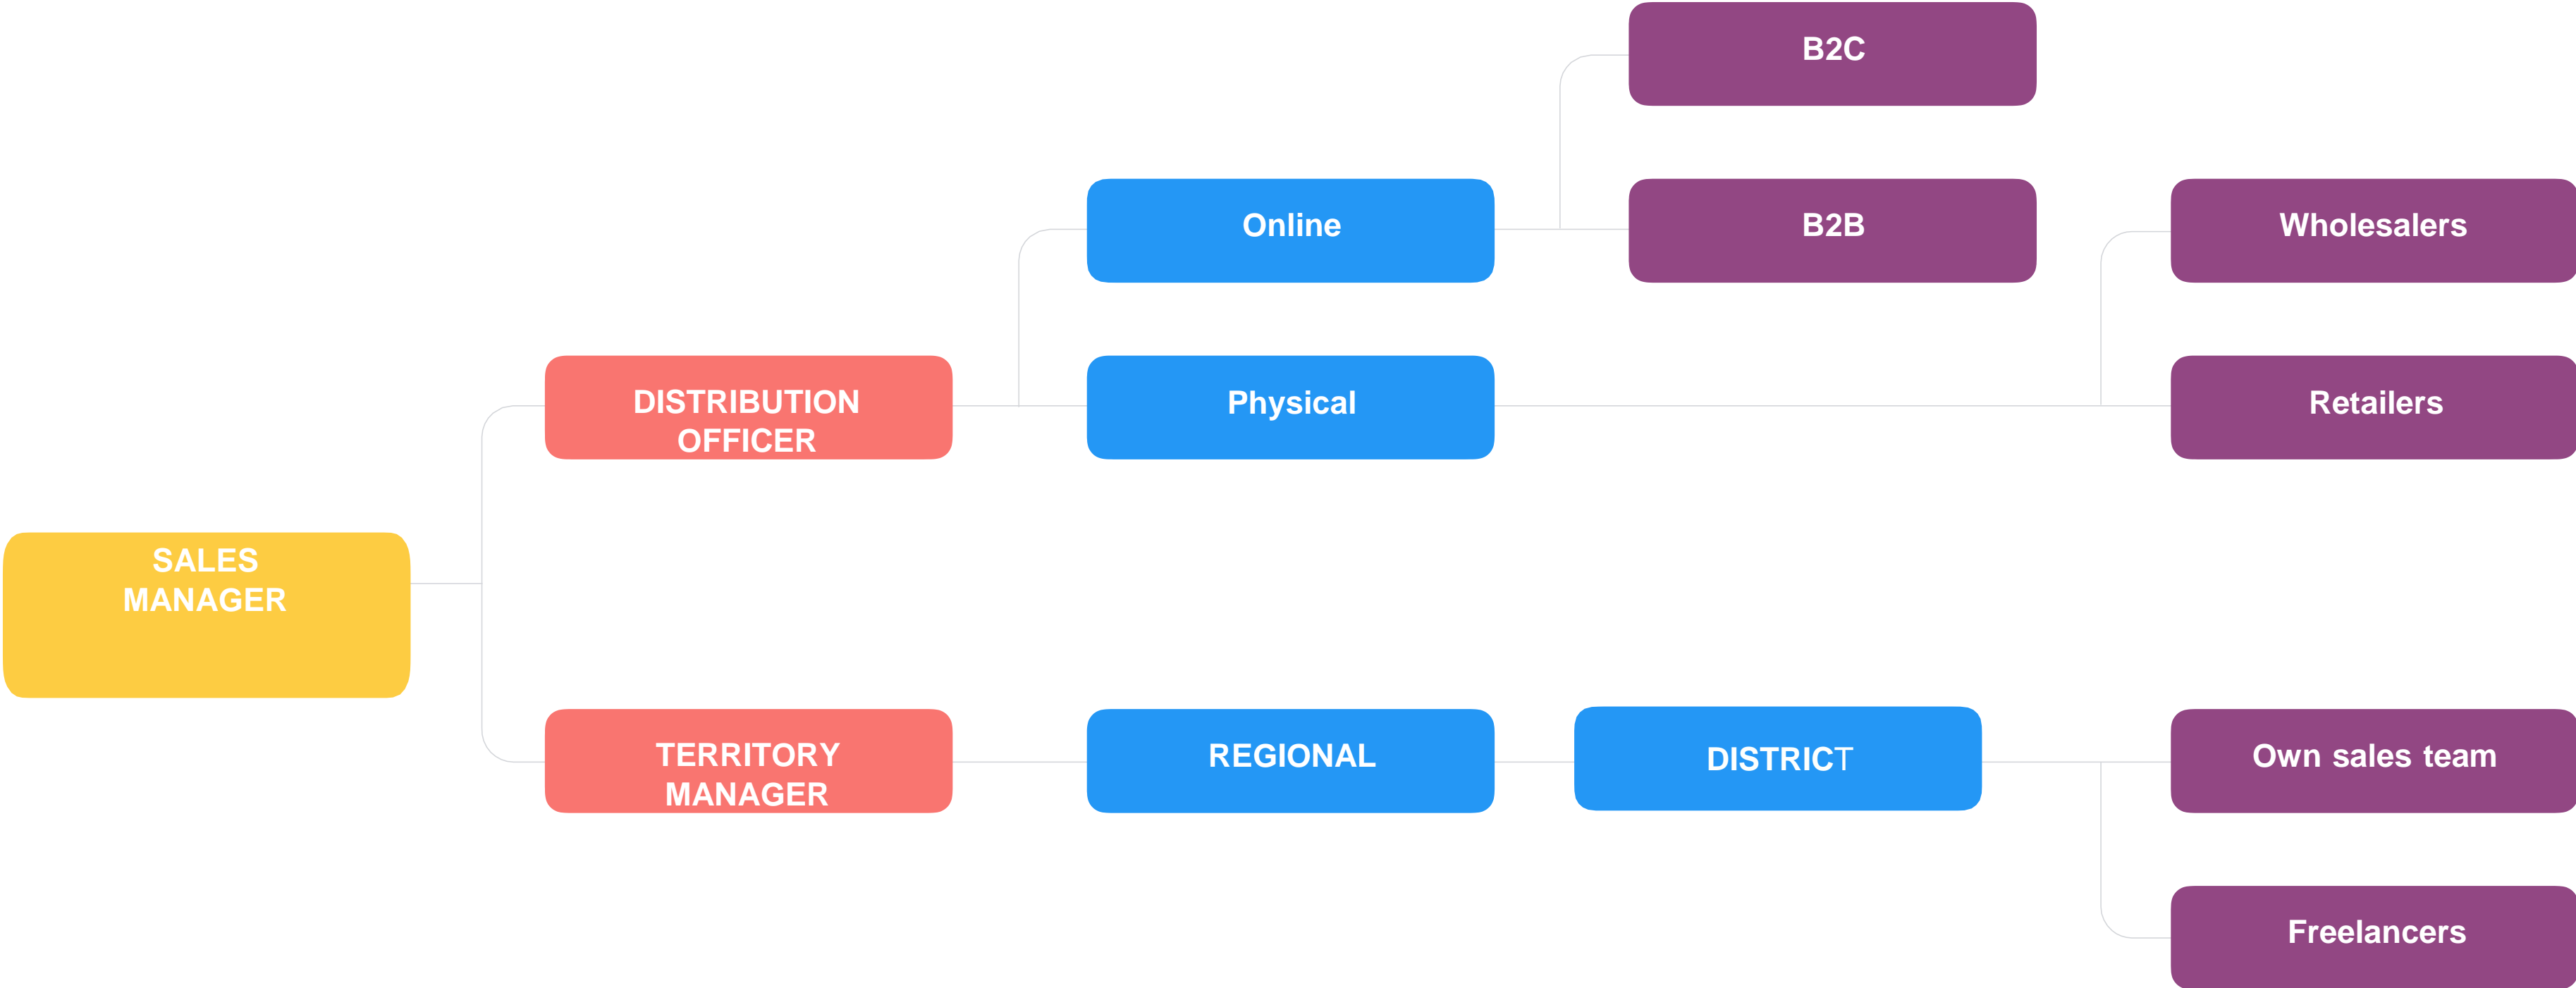 B2C
Online
B2B
Wholesalers
DISTRIBUTION
OFFICER
Physical
Retailers
SALES
MANAGER
TERRITORY
MANAGER
REGIONAL
DISTRICT
Own sales team
Freelancers